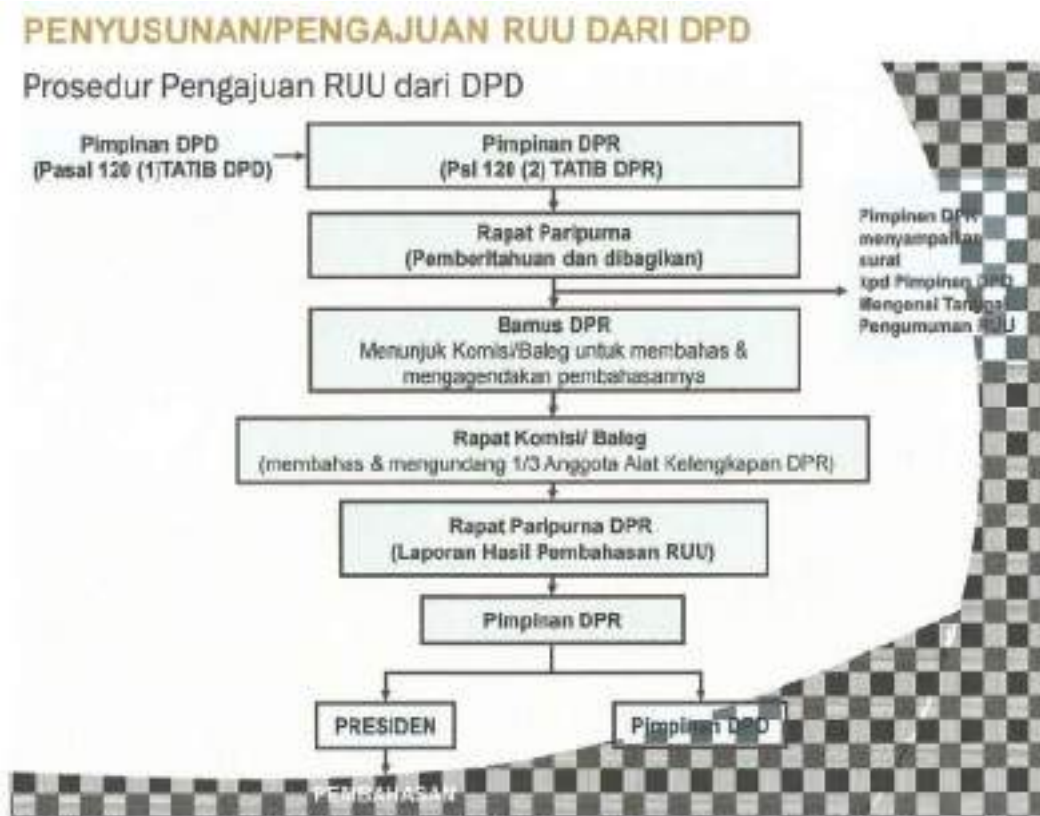 PENYUSUNAN/PENGAJUAN RUU DARI DPD
Prosedur Pengajuan RUU dari DPD
Pimpinan DPD
(Pasal 120 (1)TATIB DPD)
Pimpinan DPR
(Psl 120 (2) TATIB DPR)
Rapat Paripurna
(Pemberitahuan dan dibagikan)
Pimpinan DPR
menyampaikan
surat
kpd Pimpinan DPD
Mengenai Tanggal
Pengumuman RUU
Bamus DPR
Menunjuk Komisi/Baleg untuk membahas &
mengagendakan pembahasannya
Rapat Komisi/ Baleg
(membahas & mengundang 1/3 Anggota Alat Kelengkapan DPR)
Rapat Paripurna DPR
(Laporan Hasil Pembahasan RUU)
Pimpinan DPR
PRESIDEN
Pimpinan DPD
PEMBAHASAN